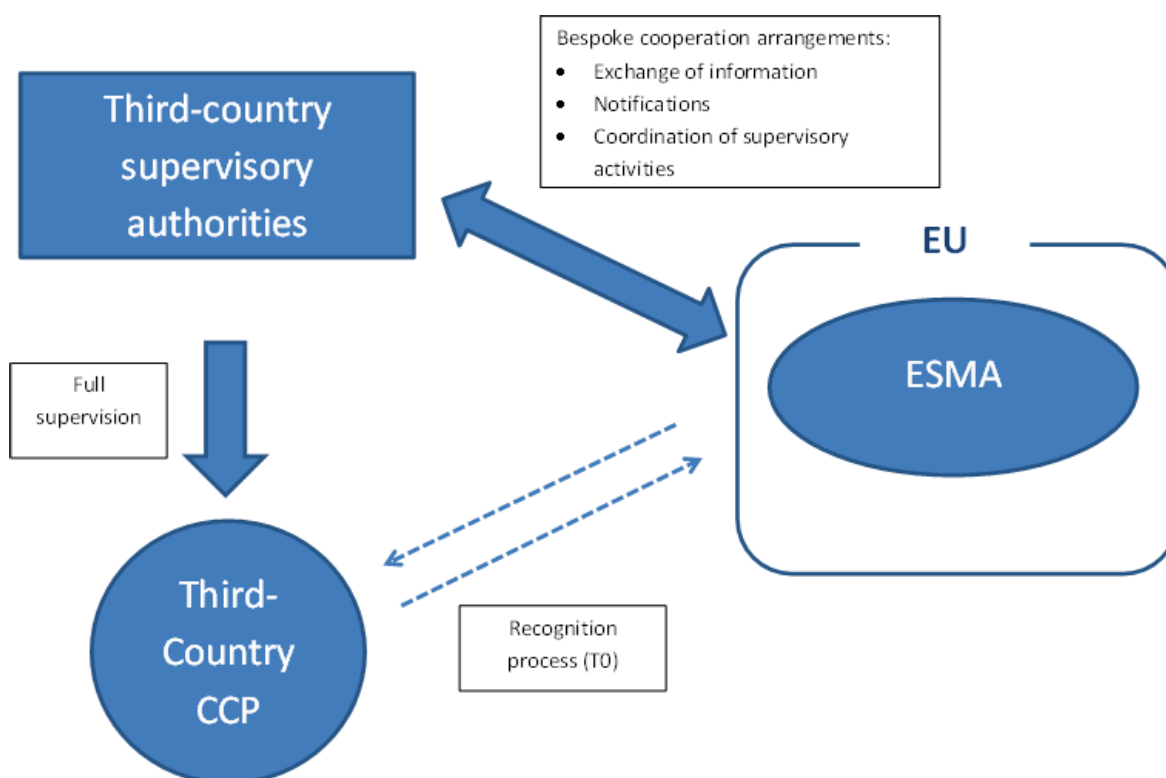 Bespoke cooperation arrangements:
• Exchange of information
• Notifications
• Coordination of supervisory
activities
Third-country
supervisory
authorities
EU
ESMA
Full
supervision
Third-
Country
CCP
Recognition
process (T0)